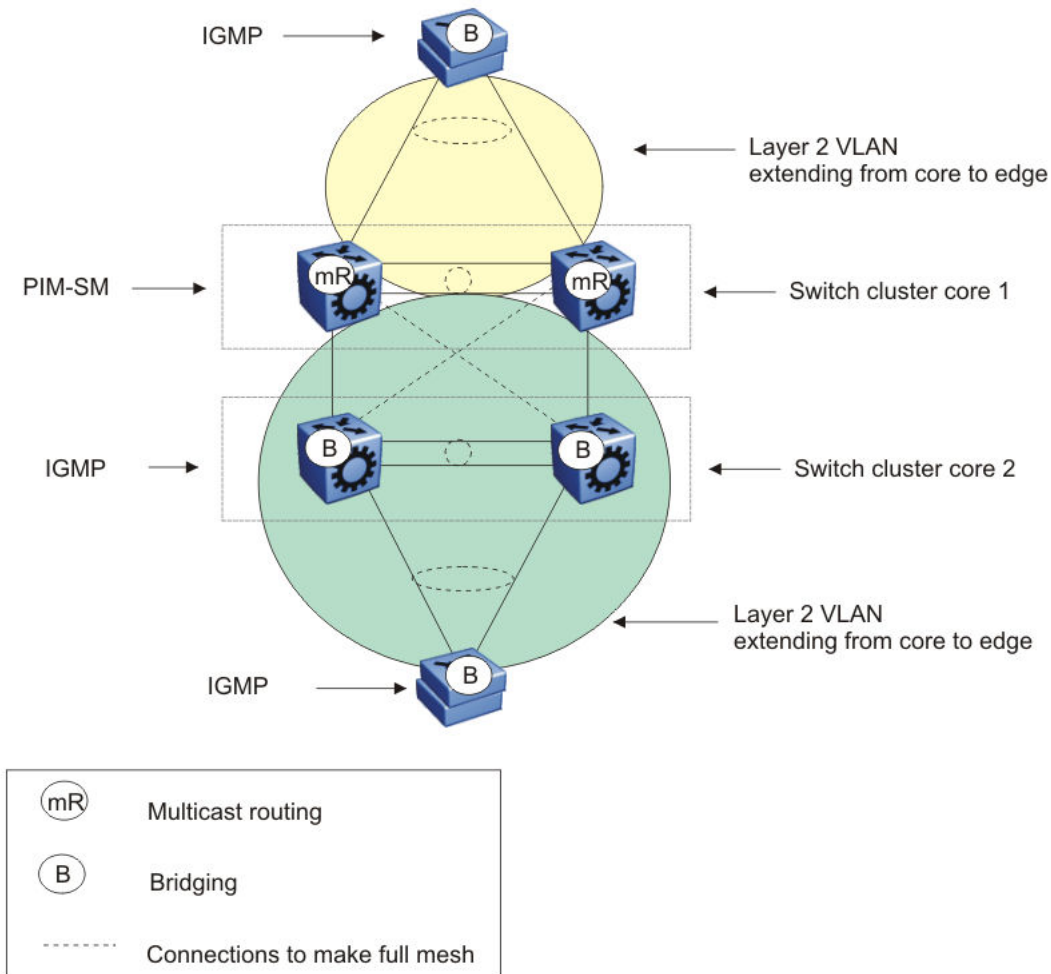 IGMP
B
Layer 2 VLAN
extending from core to edge
PIM-SM
mR
mR
Switch cluster core 1
IGMP
B
B
Switch cluster core 2
Layer 2 VLAN
extending from core to edge
IGMP
B
mR
Multicast routing
B
Bridging
Connections to make full mesh